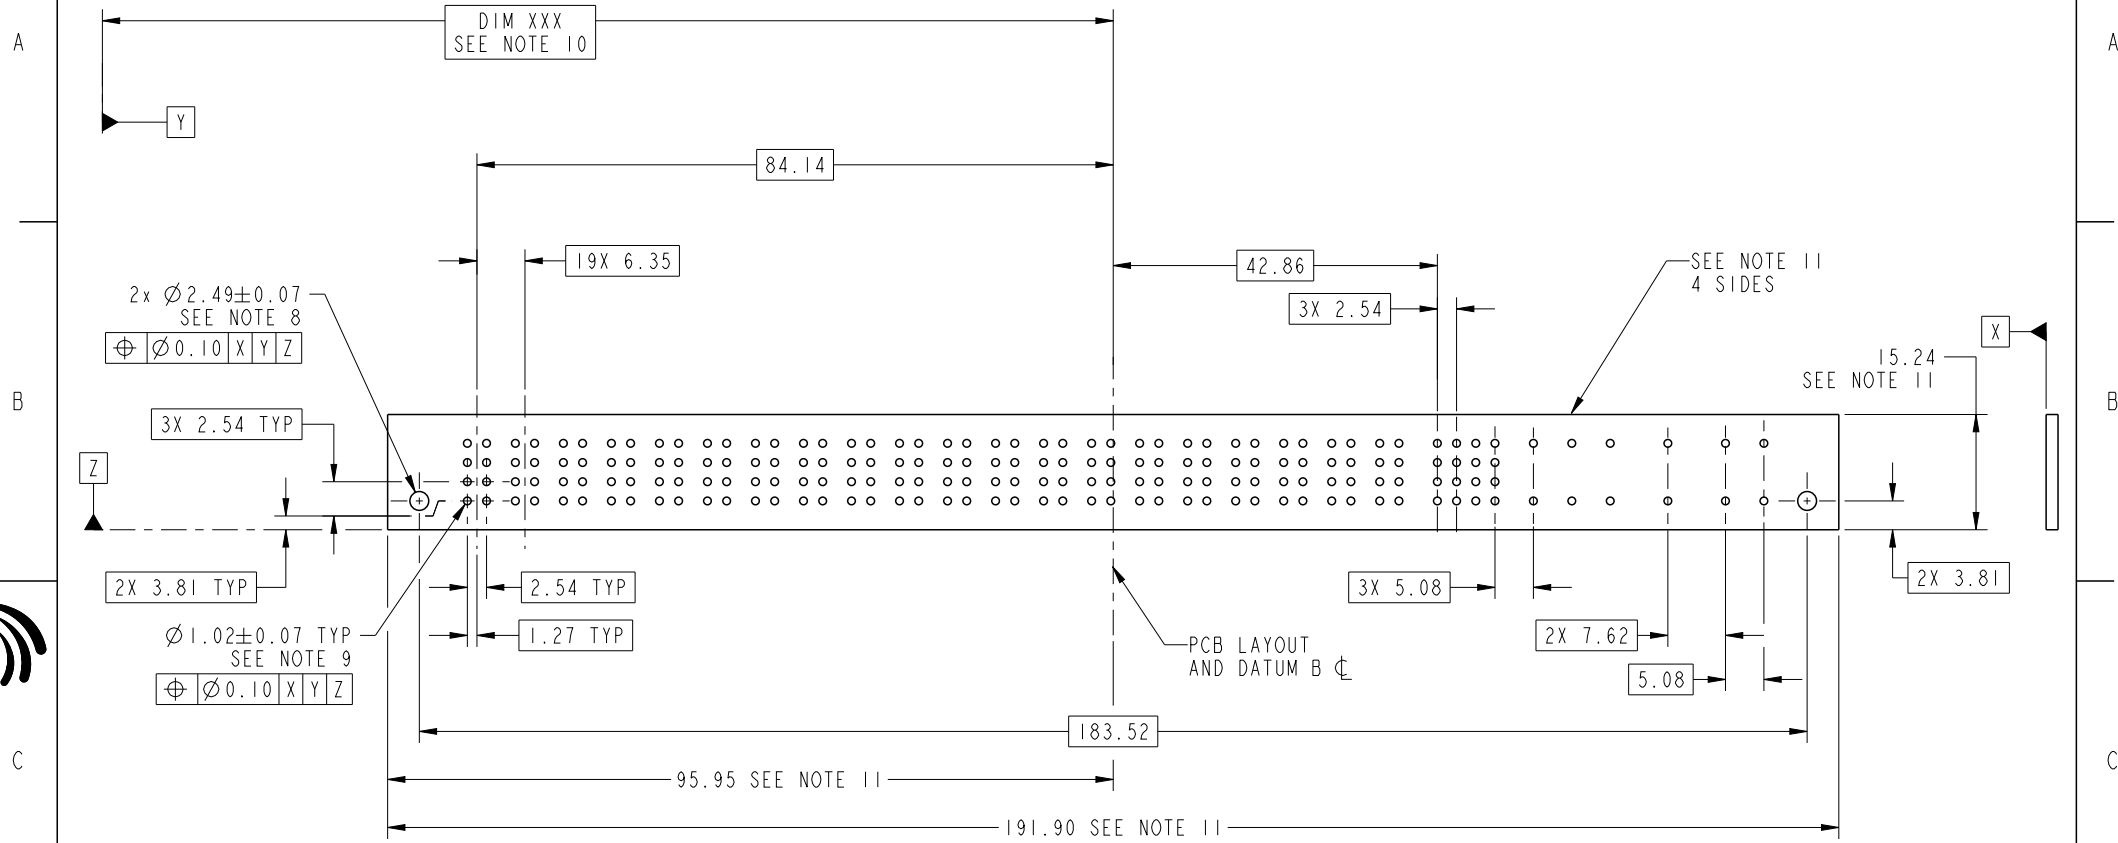 A
A
DIM XXX
SEE NOTE 10
Y
84.14
19X 6.35
42.86
SEE NOTE 11
4 SIDES
2x Ø2.49±0.07
SEE NOTE 8
⌖ Ø0.10 X Y Z
3X 2.54
X
15.24
SEE NOTE 11
B
B
3X 2.54 TYP
Z
2X 3.81 TYP
2.54 TYP
3X 5.08
2X 3.81
Ø1.02±0.07 TYP
SEE NOTE 9
⌖ Ø0.10 X Y Z
1.27 TYP
PCB LAYOUT
AND DATUM B ℄
2X 7.62
5.08
183.52
C
C
95.95 SEE NOTE 11
191.90 SEE NOTE 11